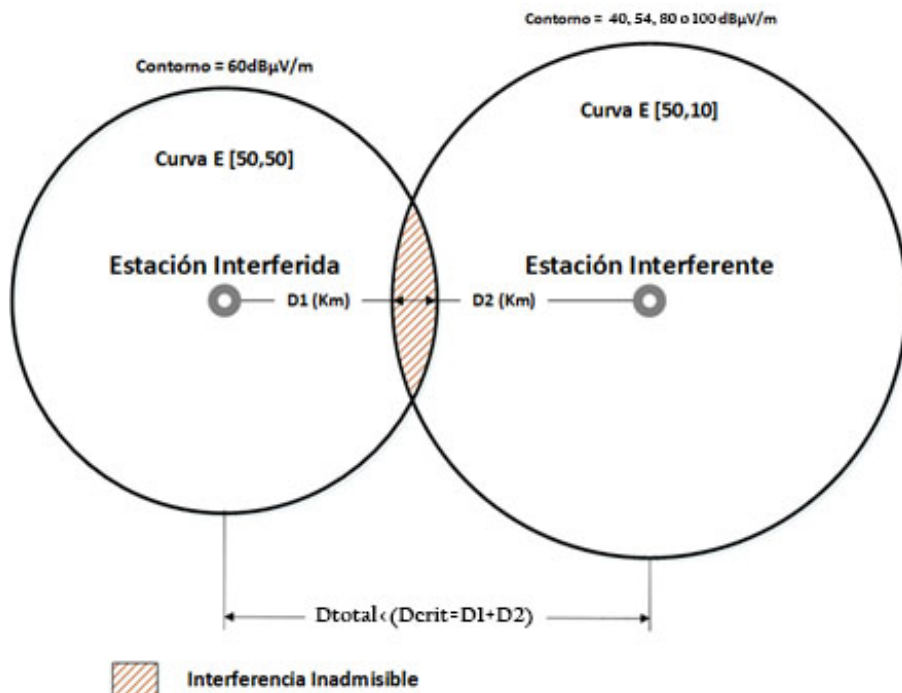 Contorno = 40, 54, 80 o 100 dBµV/m
Contorno = 60dBµV/m
Curva E [50,10]
Curva E [50,50]
Estación Interferida
Estación Interferente
D1 (Km)
D2 (Km)
Dtotal<(Dcrit=D1+D2)
Interferencia Inadmisible